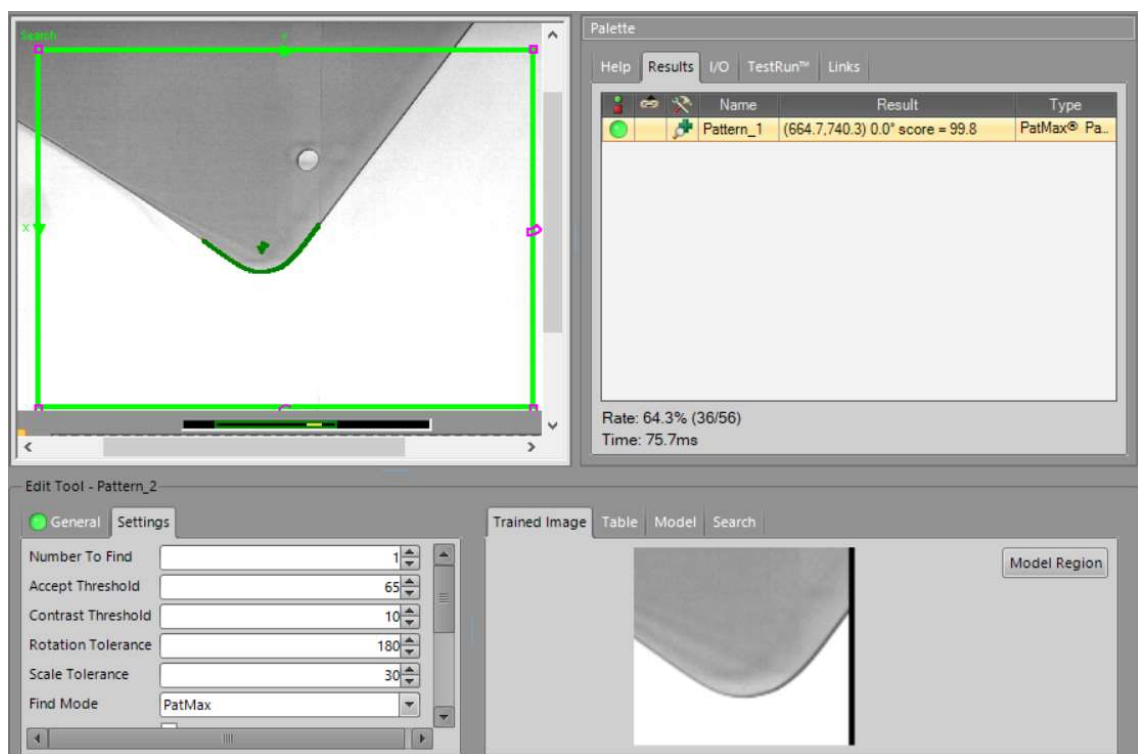 Search
Y
X
Palette
Help Results I/O TestRun™ Links
Name Result Type
Pattern_1 (664.7,740.3) 0.0° score = 99.8 PatMax® Pa..
Rate: 64.3% (36/56)
Time: 75.7ms
Edit Tool - Pattern_2
General Settings
Number To Find 1
Accept Threshold 65
Contrast Threshold 10
Rotation Tolerance 180
Scale Tolerance 30
Find Mode PatMax
Trained Image Table Model Search
Model Region